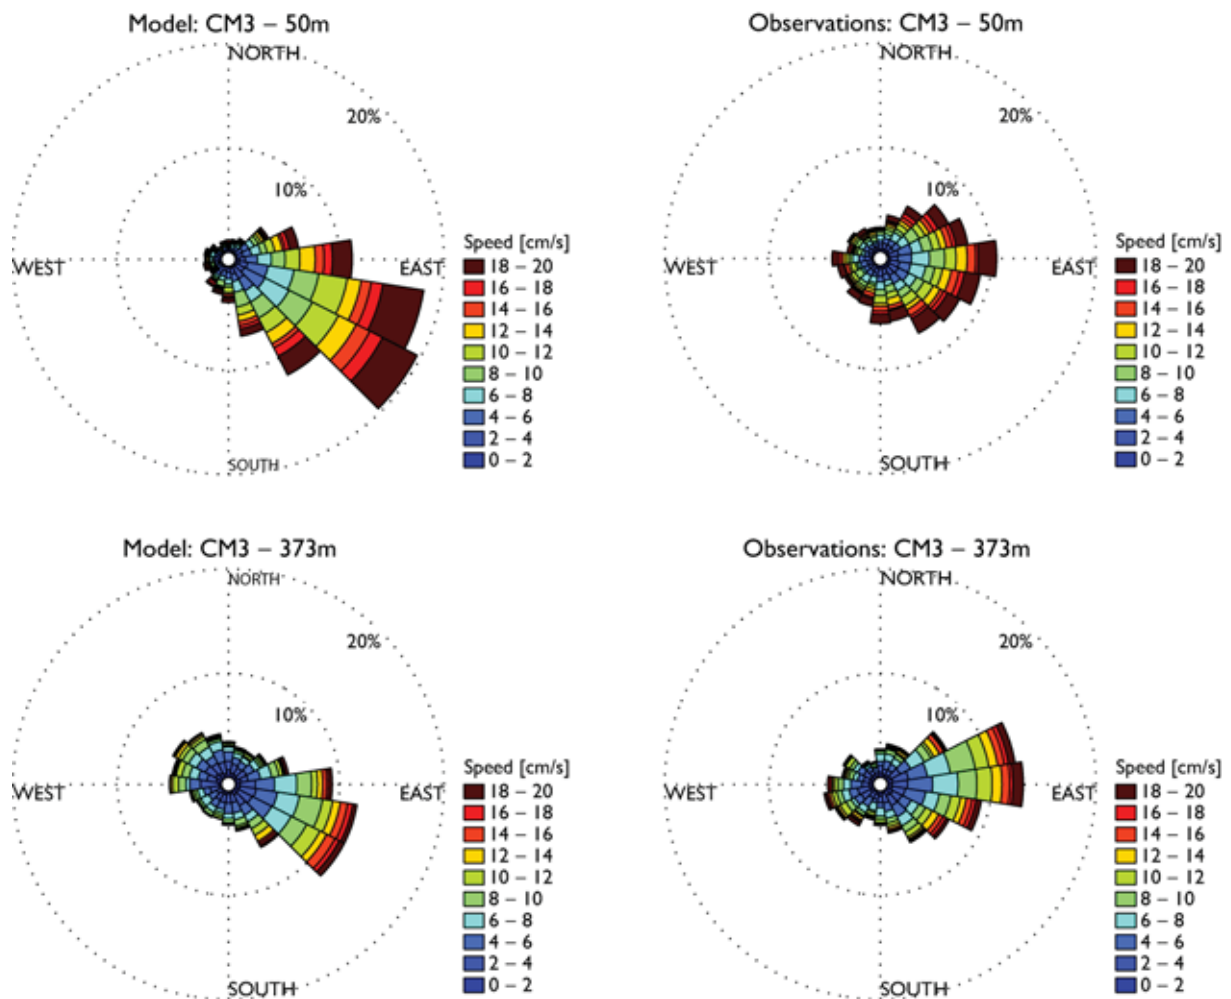 Model: CM3 – 50m
NORTH
20%
10%
WEST
EAST
SOUTH
Speed [cm/s]
18 – 20
16 – 18
14 – 16
12 – 14
10 – 12
8 – 10
6 – 8
4 – 6
2 – 4
0 – 2
Observations: CM3 – 50m
NORTH
20%
10%
WEST
EAST
SOUTH
Speed [cm/s]
18 – 20
16 – 18
14 – 16
12 – 14
10 – 12
8 – 10
6 – 8
4 – 6
2 – 4
0 – 2
Model: CM3 – 373m
NORTH
20%
10%
WEST
EAST
SOUTH
Speed [cm/s]
18 – 20
16 – 18
14 – 16
12 – 14
10 – 12
8 – 10
6 – 8
4 – 6
2 – 4
0 – 2
Observations: CM3 – 373m
NORTH
20%
10%
WEST
EAST
SOUTH
Speed [cm/s]
18 – 20
16 – 18
14 – 16
12 – 14
10 – 12
8 – 10
6 – 8
4 – 6
2 – 4
0 – 2